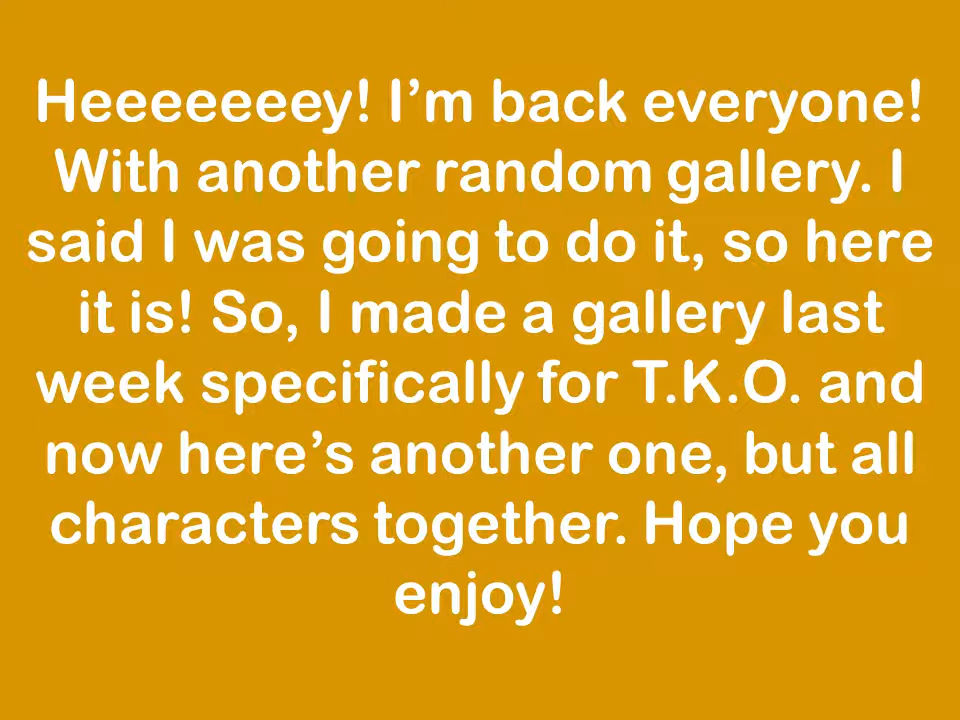 Heeeeeeey! I’m back everyone!
With another random gallery. I
said I was going to do it, so here
it is! So, I made a gallery last
week specifically for T.K.O. and
now here’s another one, but all
characters together. Hope you
enjoy!